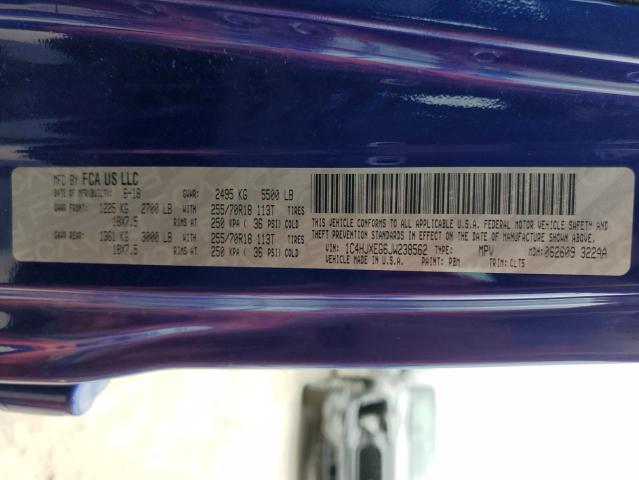 MFD BY FCA US LLC
DATE OF MFR(BUILT): 6-18 GVWR: 2495 KG 5500 LB
GAWR FRONT: 1225 KG 2700 LB WITH 255/70R18 113T TIRES
18X7.5 RIMS AT 250 KPA ( 36 PSI) COLD
GAWR REAR: 1361 KG 3000 LB WITH 255/70R18 113T TIRES
18X7.5 RIMS AT 250 KPA ( 36 PSI) COLD
THIS VEHICLE CONFORMS TO ALL APPLICABLE U.S.A. FEDERAL MOTOR VEHICLE SAFETY AND
THEFT PREVENTION STANDARDS IN EFFECT ON THE DATE OF MANUFACTURE SHOWN ABOVE.
VIN: 1C4HJXEG6JW238562 TYPE: MPV MDH: 062609 3229A
VEHICLE MADE IN U.S.A. PAINT: PBM TRIM: CLT5